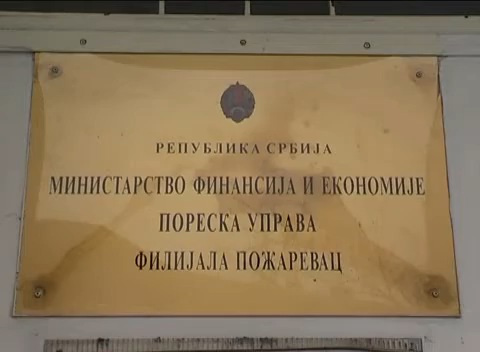 РЕПУБЛИКА СРБИЈА
МИНИСТАРСТВО ФИНАНСИЈА И ЕКОНОМИЈЕ
ПОРЕСКА УПРАВА
ФИЛИЈАЛА ПОЖАРЕВАЦ